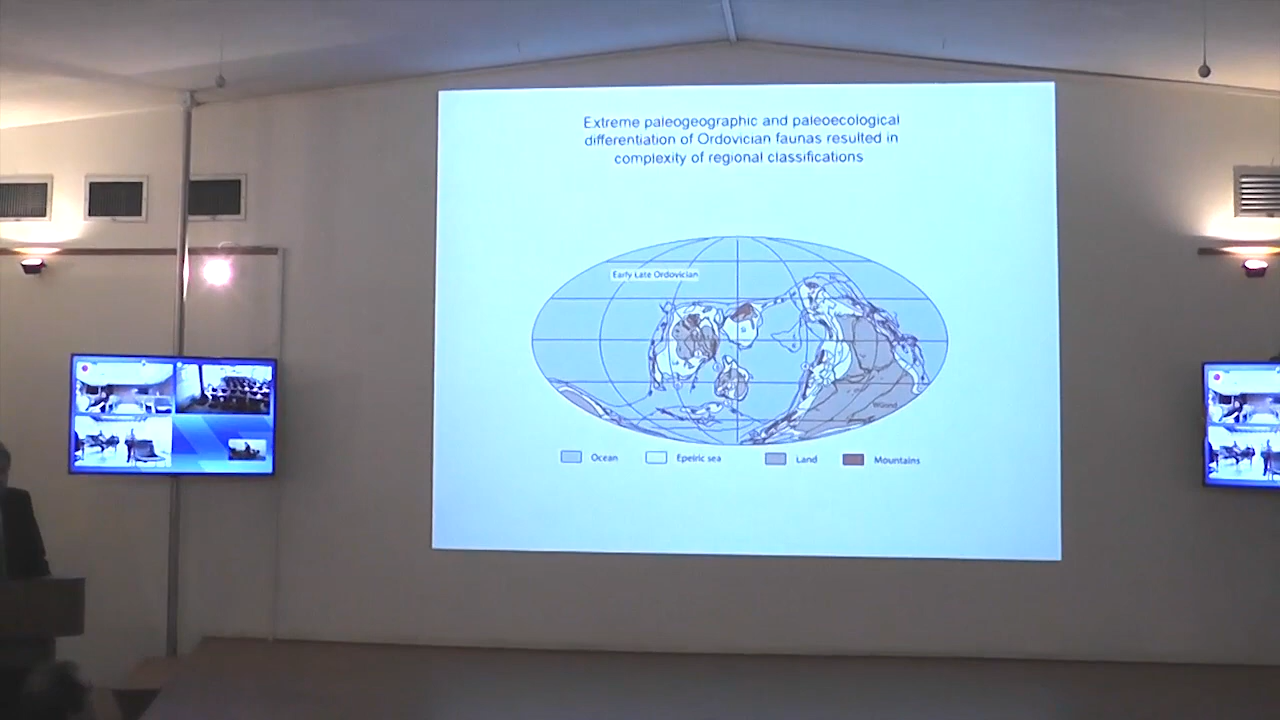 Extreme paleogeographic and paleoecological
differentiation of Ordovician faunas resulted in
complexity of regional classifications
Early Late Ordovician
Ocean
Epeiric sea
Land
Mountains